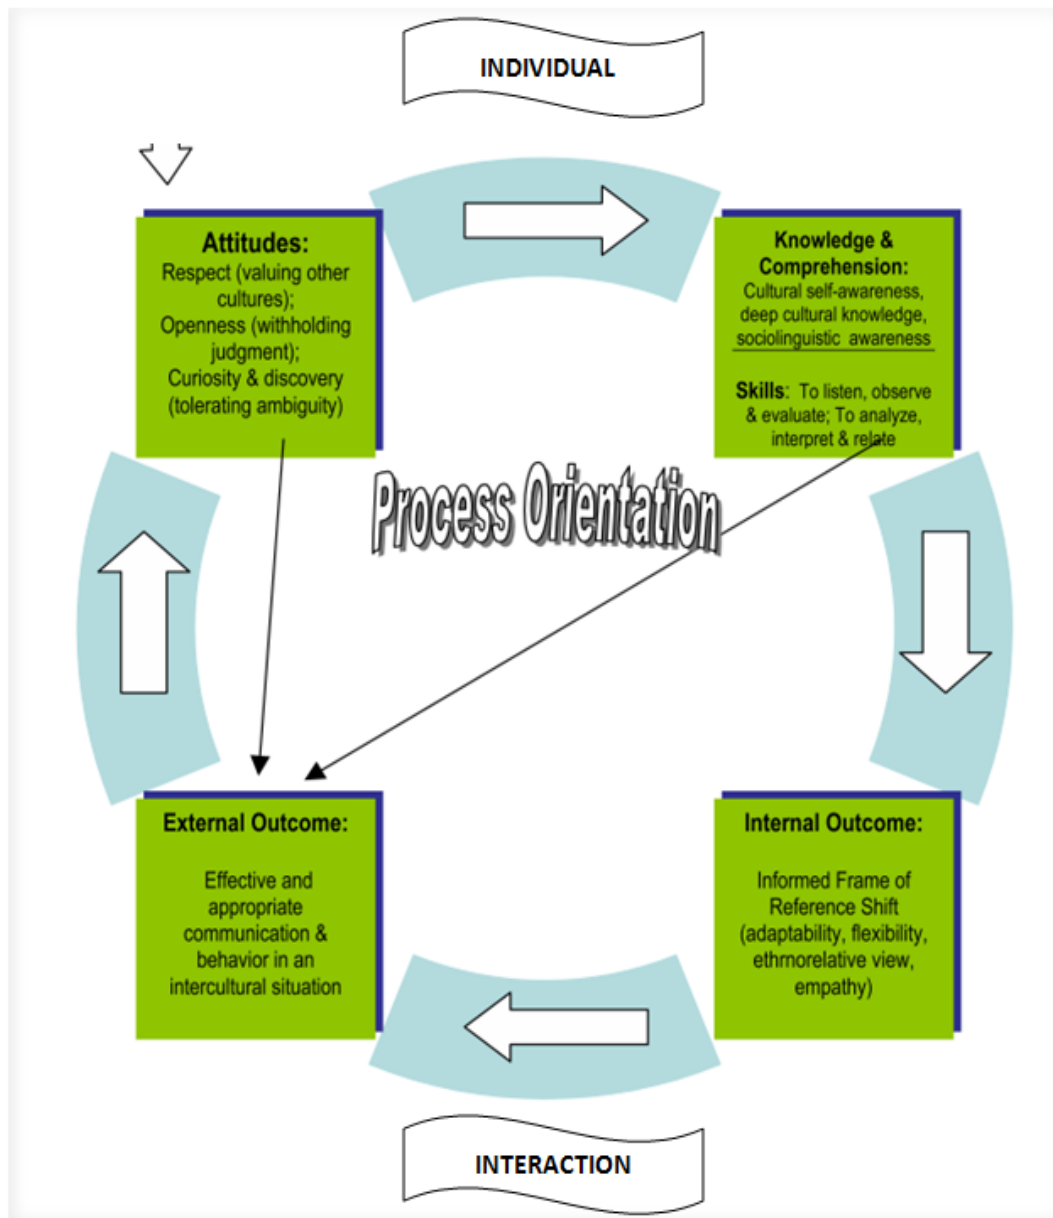 INDIVIDUAL
Attitudes:
Respect (valuing other
cultures);
Openness (withholding
judgment);
Curiosity & discovery
(tolerating ambiguity)
Knowledge &
Comprehension:
Cultural self-awareness,
deep cultural knowledge,
sociolinguistic awareness
Skills: To listen, observe
& evaluate; To analyze,
interpret & relate
Process Orientation
External Outcome:
Effective and
appropriate
communication &
behavior in an
intercultural situation
Internal Outcome:
Informed Frame of
Reference Shift
(adaptability, flexibility,
ethrnorelative view,
empathy)
INTERACTION